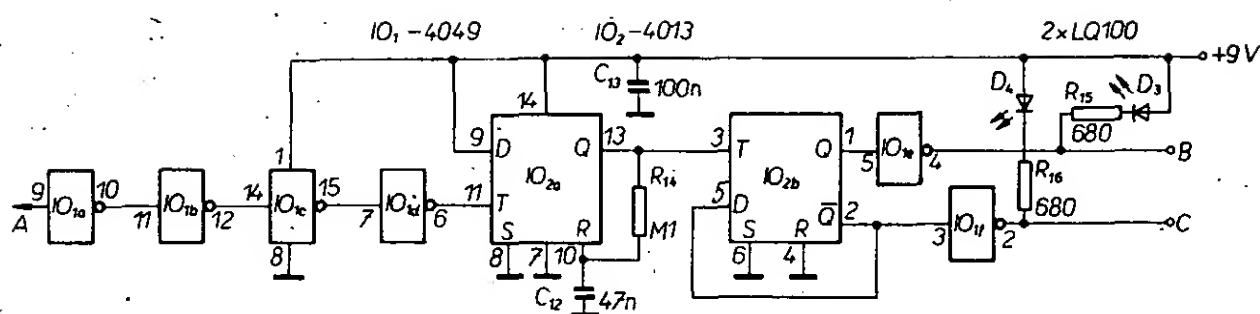 IO₁-4049
IO₂-4013
2×LQ100
+9V
C₁₃
100n
D₄
R₁₅
D₃
680
14
1
9
D
Q
13
3
T
Q
1
5
IO₁ₑ
4
B
9
A
IO₁ₐ
10
11
IO₁b
12
14
IO₁c
15
7
IO₁d
6
11
T
IO₂ₐ
R₁₄
M1
5
D
IO₂b
Q̅
2
R₁₆
680
3
IO₁f
2
C
8
S
8
7
R
10
S
6
R
4
C₁₂
47n